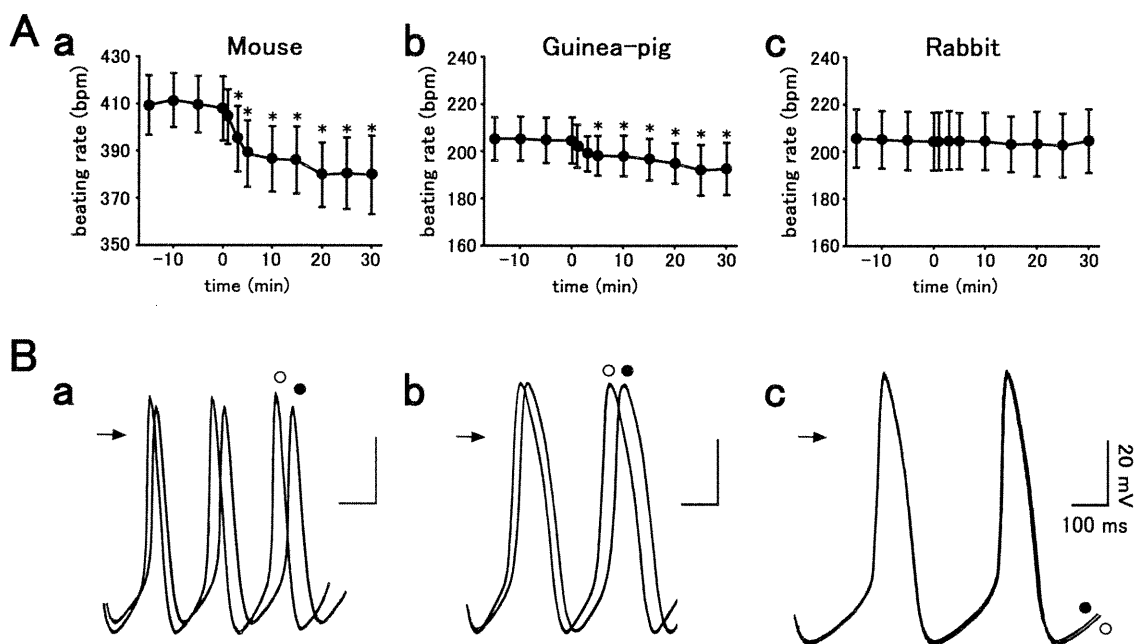 A
a Mouse b Guinea-pig c Rabbit
beating rate (bpm)
430
410
380
350
* * * * * * *
-10 0 10 20 30
time (min)
beating rate (bpm)
240
220
200
180
160
* * * * * *
-10 0 10 20 30
time (min)
beating rate (bpm)
240
220
200
180
160
-10 0 10 20 30
time (min)
B
a b c
20 mV
100 ms